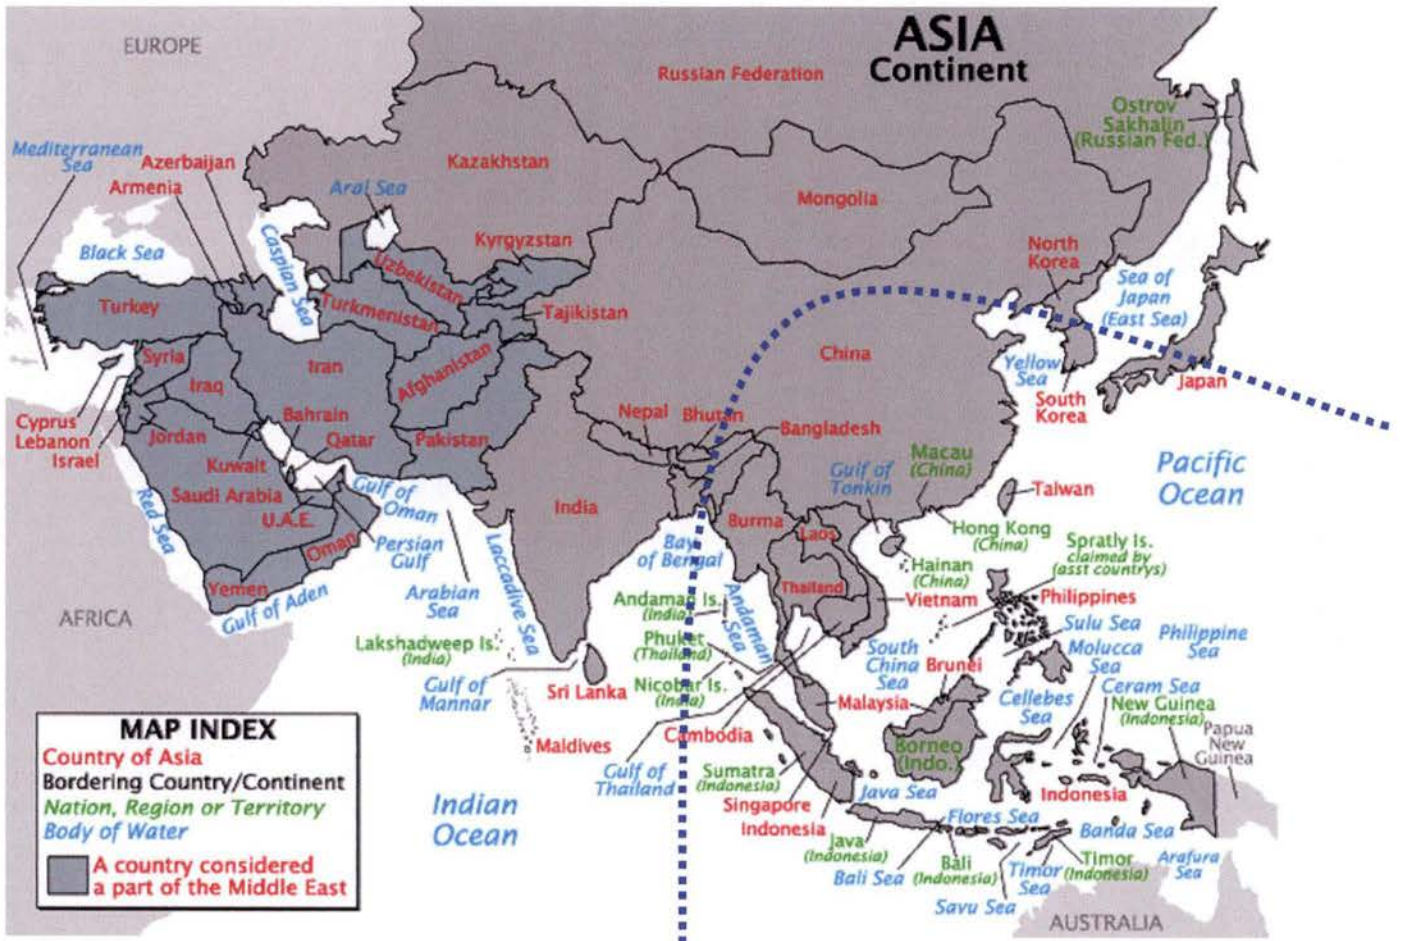 ASIA
Continent
EUROPE
Russian Federation
Ostrov
Sakhalin
(Russian Fed.)
Mediterranean
Sea
Azerbaijan
Armenia
Kazakhstan
Aral Sea
Mongolia
Black Sea
Caspian Sea
Kyrgyzstan
Uzbekistan
North
Korea
Sea of
Japan
(East Sea)
Turkey
Turkmenistan
Tajikistan
Syria
Iraq
Iran
Afghanistan
China
Yellow
Sea
South
Korea
Japan
Cyprus
Lebanon
Israel
Jordan
Kuwait
Bahrain
Qatar
Pakistan
Nepal
Bhutan
Bangladesh
Macau
(China)
Gulf of
Tonkin
Pacific
Ocean
Red Sea
Saudi Arabia
U.A.E.
Gulf of
Oman
Oman
Persian
Gulf
India
Burma
Laos
Taiwan
Hong Kong
(China)
Spratly Is.
claimed by
(asst countrys)
Hainan
(China)
Yemen
Gulf of Aden
Arabian
Sea
Laccadive Sea
Bay
of Bengal
Andaman Is.
(India)
Andaman
Sea
Thailand
Vietnam
Philippines
AFRICA
Lakshadweep Is.
(India)
Phuket
(Thailand)
Sulu Sea
Philippine
Sea
South
China
Sea
Brunei
Molucca
Sea
Gulf of
Mannar
Sri Lanka
Nicobar Is.
(India)
Malaysia
Cellebes
Sea
Ceram Sea
New Guinea
(Indonesia)
Papua
New
Guinea
Maldives
Cambodia
Borneo
(Indo.)
Gulf of
Thailand
Sumatra
(Indonesia)
Singapore
Indonesia
Java Sea
Indonesia
Indian
Ocean
Flores Sea
Banda Sea
Java
(Indonesia)
Bali Sea
Bali
(Indonesia)
Timor
Sea
Timor
(Indonesia)
Arafura
Sea
Savu Sea
AUSTRALIA
MAP INDEX
Country of Asia
Bordering Country/Continent
Nation, Region or Territory
Body of Water
A country considered
a part of the Middle East